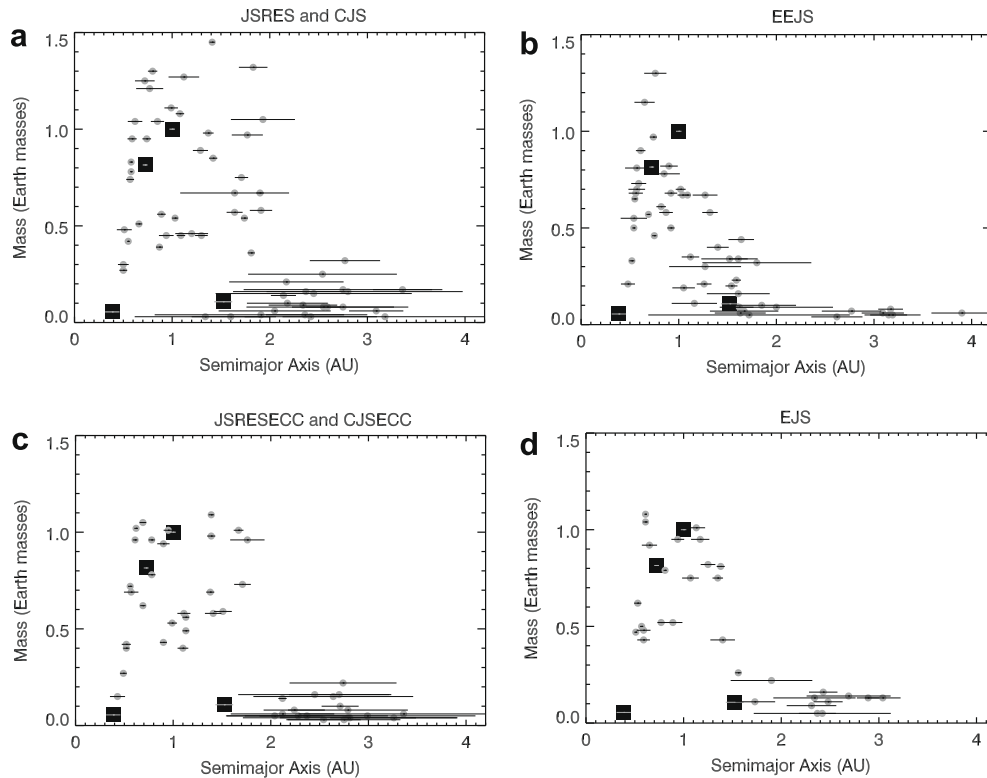 a
JSRES and CJS
1.5
1.0
0.5
0.0
Mass (Earth masses)
0 1 2 3 4
Semimajor Axis (AU)
b
EEJS
1.5
1.0
0.5
0.0
Mass (Earth masses)
0 1 2 3 4
Semimajor Axis (AU)
c
JSRESECC and CJSECC
1.5
1.0
0.5
0.0
Mass (Earth masses)
0 1 2 3 4
Semimajor Axis (AU)
d
EJS
1.5
1.0
0.5
0.0
Mass (Earth masses)
0 1 2 3 4
Semimajor Axis (AU)